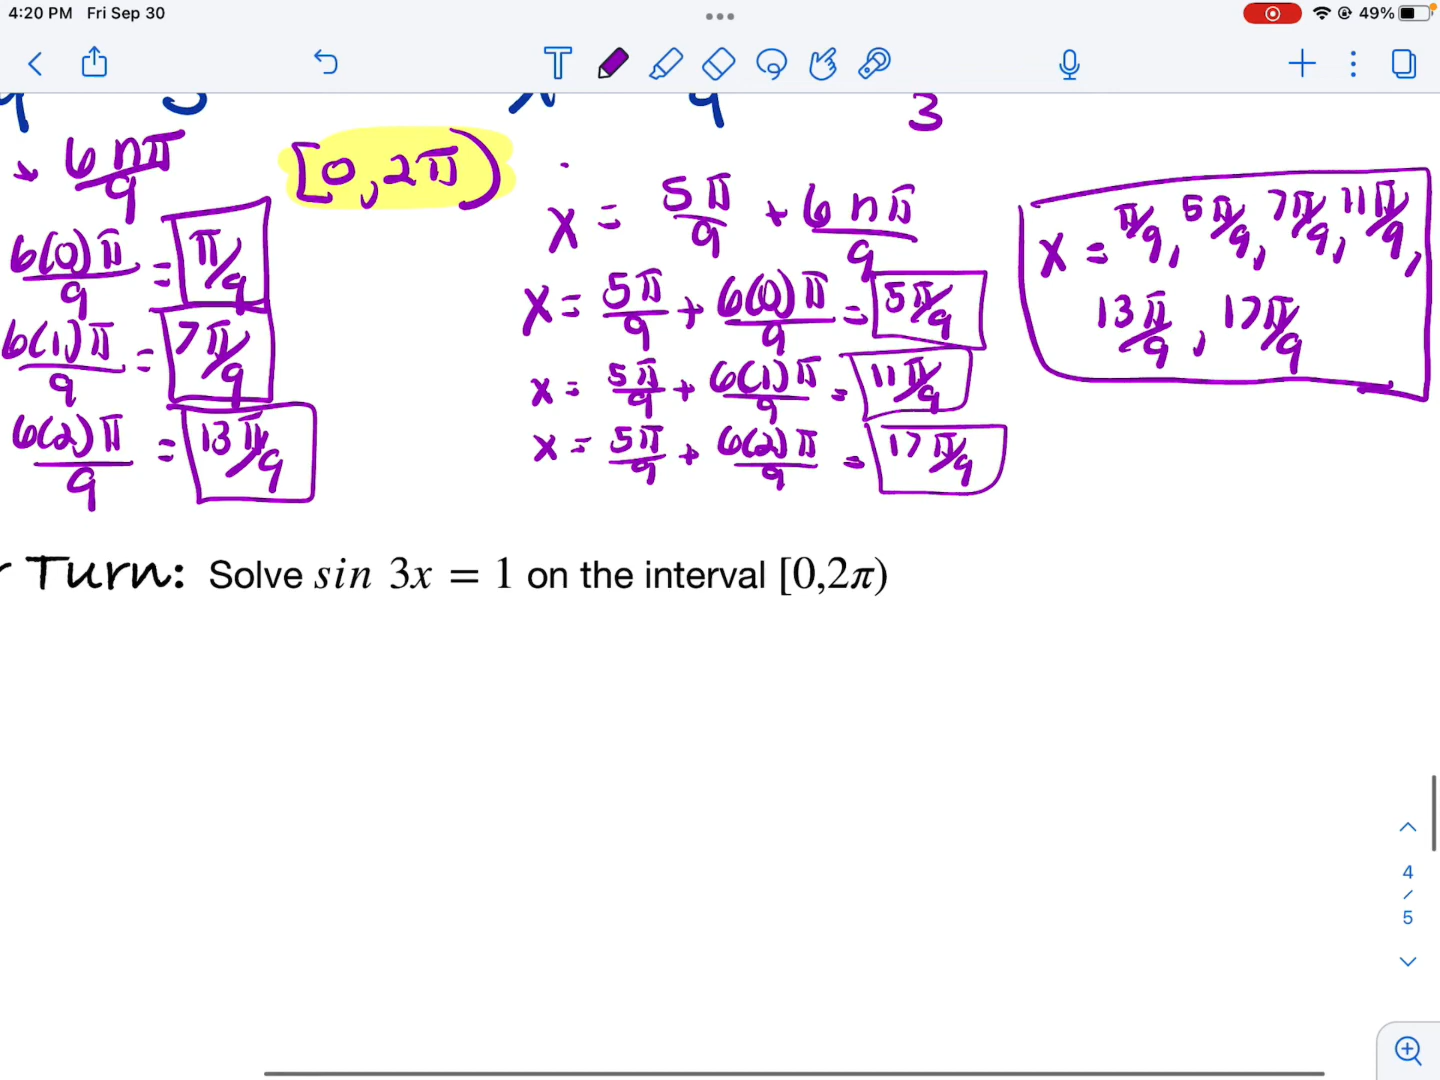 4:20 PM Fri Sep 30
49%
+ 6nπ/9
[0, 2π)
3
6(0)π/9 = π/9
6(1)π/9 = 7π/9
6(2)π/9 = 13π/9
x = 5π/9 + 6nπ/9
x = 5π/9 + 6(0)π/9 = 5π/9
x = 5π/9 + 6(1)π/9 = 11π/9
x = 5π/9 + 6(2)π/9 = 17π/9
x = π/9, 5π/9, 7π/9, 11π/9,
13π/9, 17π/9
Turn: Solve sin 3x = 1 on the interval [0,2π)
4
/
5